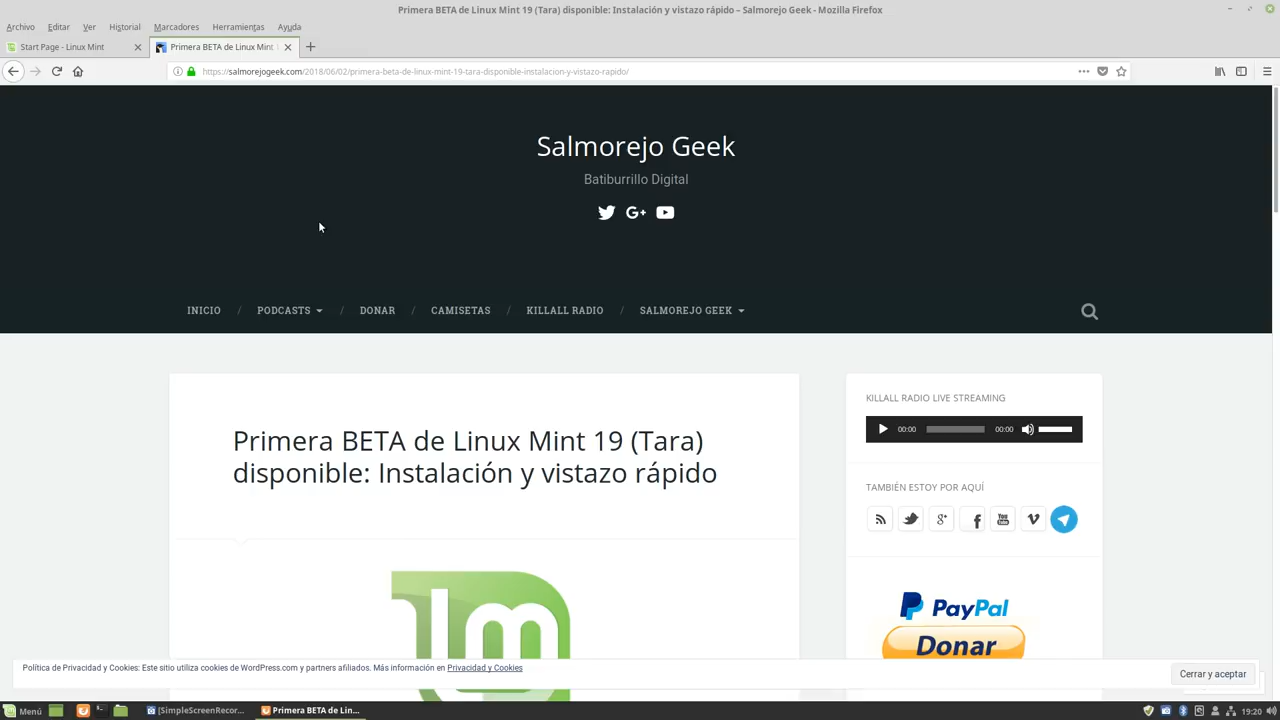 Primera BETA de Linux Mint 19 (Tara) disponible: Instalación y vistazo rápido – Salmorejo Geek - Mozilla Firefox
Archivo Editar Ver Historial Marcadores Herramientas Ayuda
Start Page - Linux Mint
Primera BETA de Linux Mint
https://salmorejogeek.com/2018/06/02/primera-beta-de-linux-mint-19-tara-disponible-instalacion-y-vistazo-rapido/
Salmorejo Geek
Batiburrillo Digital
G+
INICIO / PODCASTS / DONAR / CAMISETAS / KILLALL RADIO / SALMOREJO GEEK
Primera BETA de Linux Mint 19 (Tara)
disponible: Instalación y vistazo rápido
KILLALL RADIO LIVE STREAMING
00:00 00:00
TAMBIÉN ESTOY POR AQUÍ
You Tube
PayPal
Donar
lm
Política de Privacidad y Cookies: Este sitio utiliza cookies de WordPress.com y partners afiliados. Más información en Privacidad y Cookies
Cerrar y aceptar
Menú
[SimpleScreenRecor...
Primera BETA de Lin...
19:20